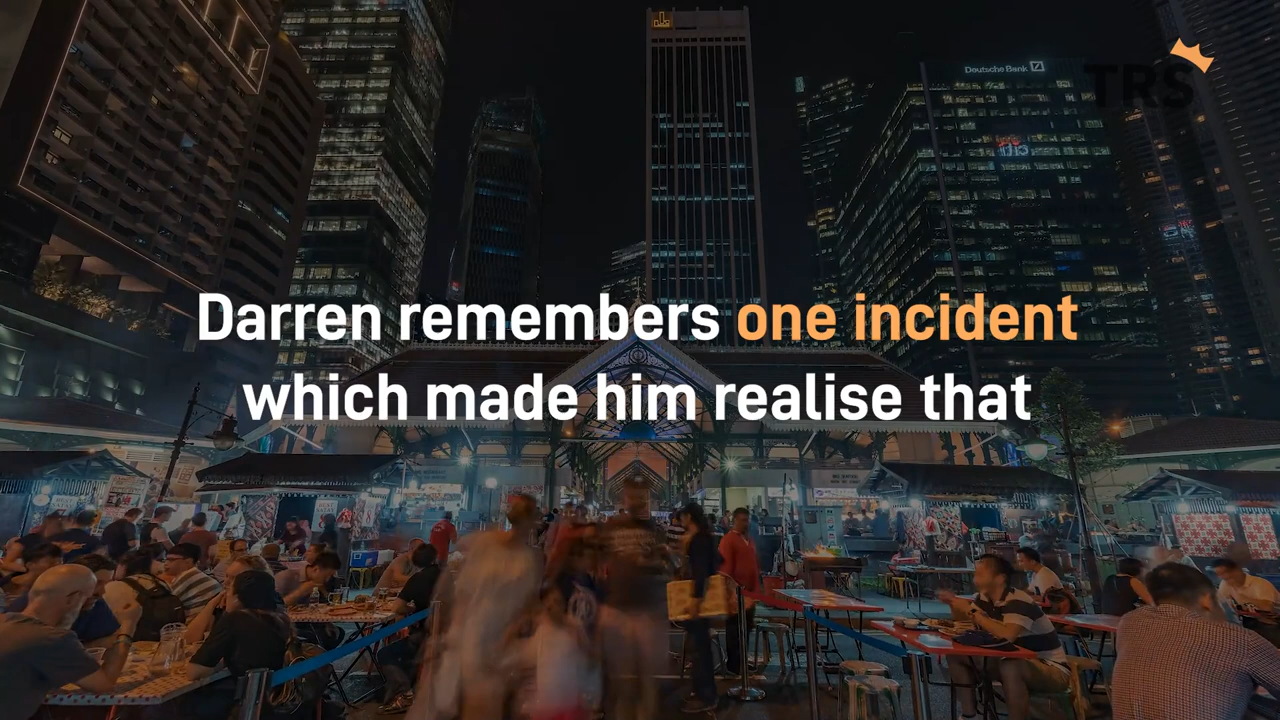 Deutsche Bank
TRS
Darren remembers one incident
which made him realise that